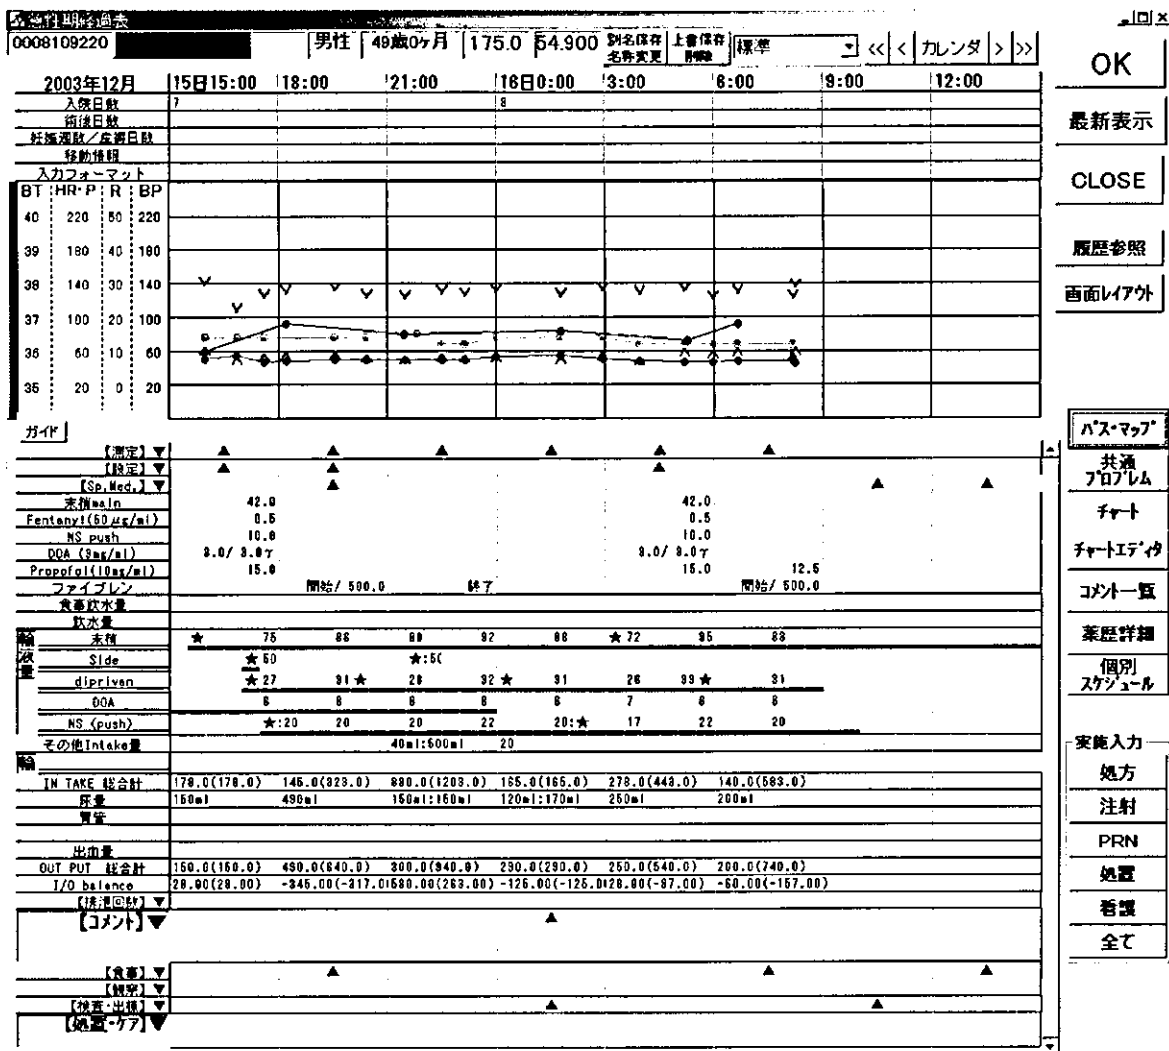 急性期経過表
0008109220 男性 49歳0ヶ月 175.0 54.900 別名保存 名称変更 上書保存 削除 標準 << < カレンダ > >>
OK
2003年12月 15日15:00 18:00 21:00 16日0:00 3:00 6:00 9:00 12:00
入院日数 7 8
術後日数
妊娠週数/産褥日数
移動情報
入力フォーマット
最新表示
CLOSE
履歴参照
画面レイアウト
BT HR・P R BP
40 220 50 220
39 180 40 180
38 140 30 140
37 100 20 100
36 60 10 60
35 20 0 20
ガイド
パス・マップ
【測定】▼
【設定】▼
【Sp.Med.】▼
末梢main 42.0 42.0
Fentanyl(50μg/ml) 0.5 0.5
NS push 10.0 10.0
DOA (3mg/ml) 3.0/ 3.0γ 3.0/ 3.0γ
Propofol(10mg/ml) 15.0 15.0 12.5
ファイブレン 開始/ 500.0 終了 開始/ 500.0
食事飲水量
飲水量
末梢 ★ 75 88 80 92 88 ★72 95 88
Side ★50 ★:50
diprivan ★27 31★ 28 32★ 31 26 33★ 31
DOA 6 8 8 8 6 7 8 8
NS (push) ★:20 20 20 22 20:★ 17 22 20
その他Intake量 40ml:500ml 20
IN TAKE 総合計 178.0(178.0) 145.0(323.0) 880.0(1203.0) 165.0(165.0) 278.0(443.0) 140.0(583.0)
尿量 150ml 490ml 150ml:150ml 120ml:170ml 250ml 200ml
胃管
出血量
OUT PUT 総合計 150.0(150.0) 490.0(640.0) 300.0(940.0) 290.0(290.0) 250.0(540.0) 200.0(740.0)
I/O balance 28.00(28.00) -345.00(-317.0 580.00(263.00) -125.00(-125.0 28.00(-97.00) -60.00(-157.00)
【排泄回数】▼
【コメント】▼
【食事】▼
【観察】▼
【検査・出棟】▼
【処置・ケア】▼
共通プロブレム
チャート
チャートエディタ
コメント一覧
薬歴詳細
個別スケジュール
実施入力
処方
注射
PRN
処置
看護
全て